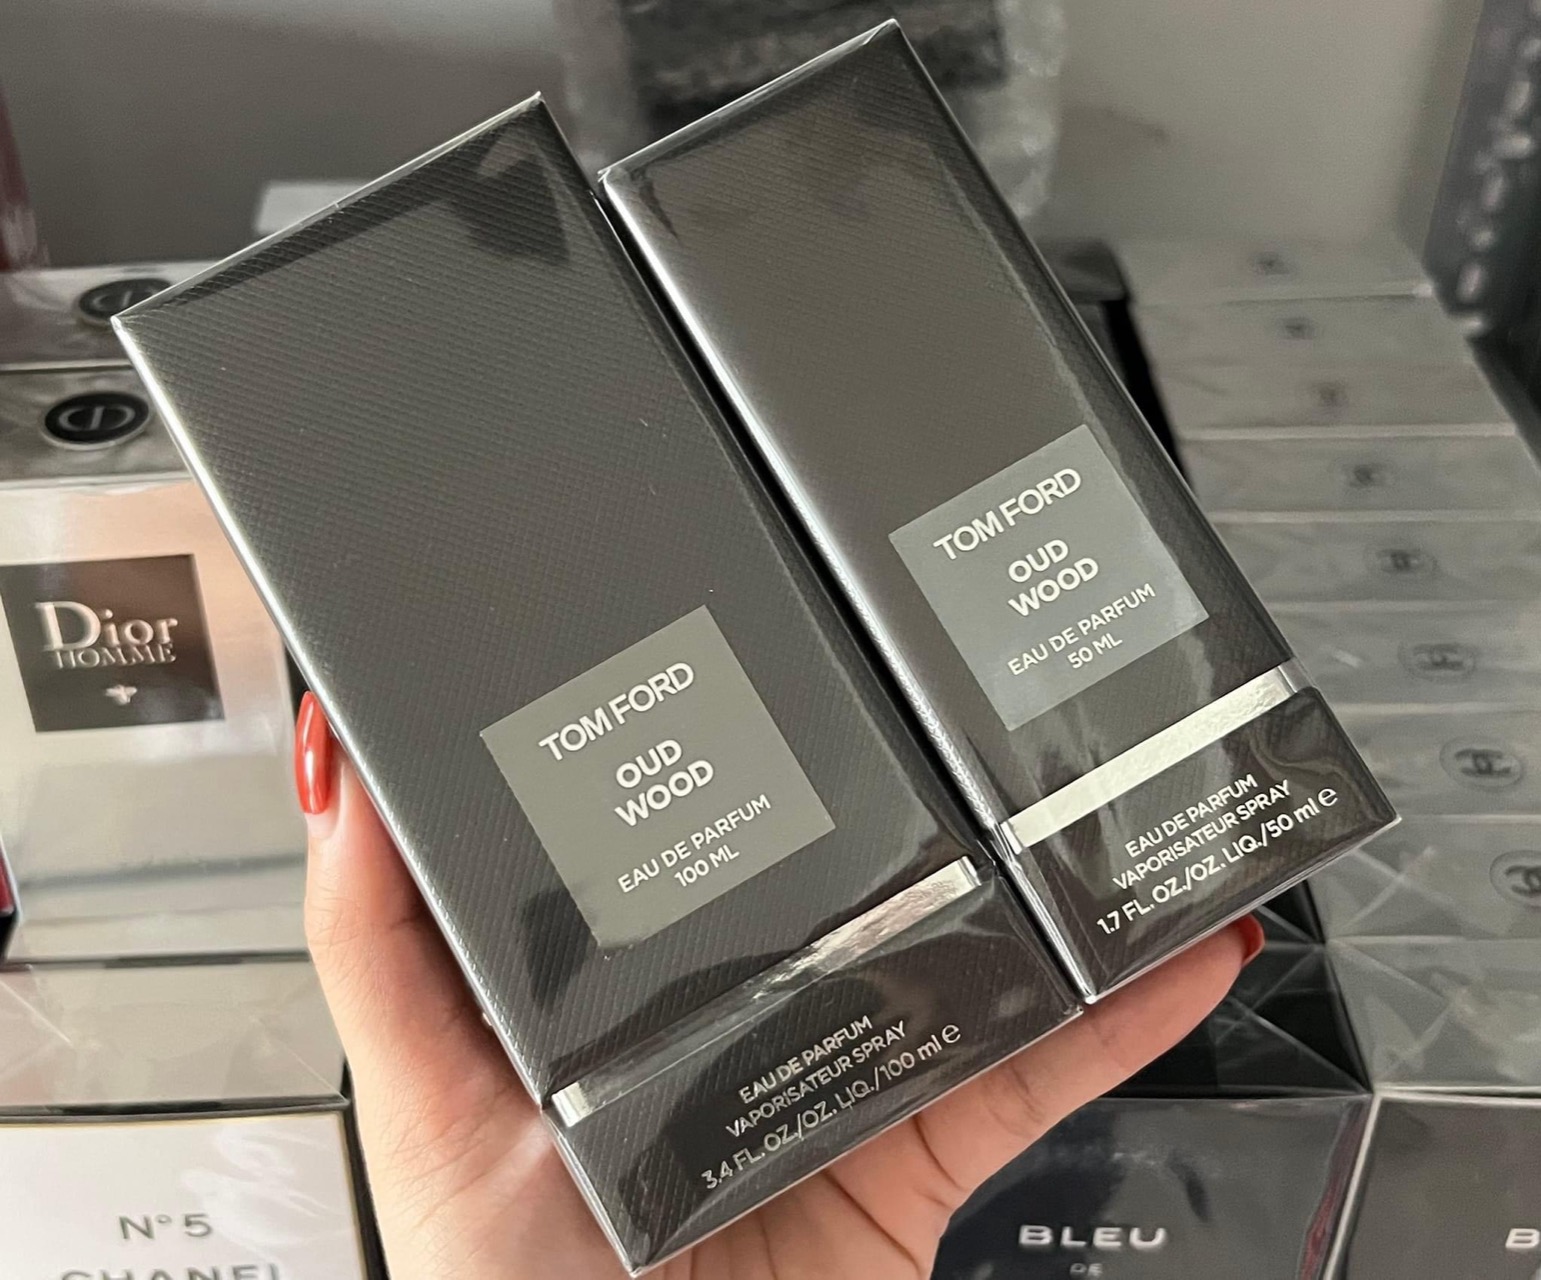 TOM FORD
OUD
WOOD
EAU DE PARFUM
100 ML
EAU DE PARFUM
VAPORISATEUR SPRAY
3.4 FL. OZ./OZ. LIQ./100 ml ℮
TOM FORD
OUD
WOOD
EAU DE PARFUM
50 ML
EAU DE PARFUM
VAPORISATEUR SPRAY
1.7 FL. OZ./OZ. LIQ./50 ml ℮
Dior
HOMME
N°5
CHANEL
BLEU
DE
B